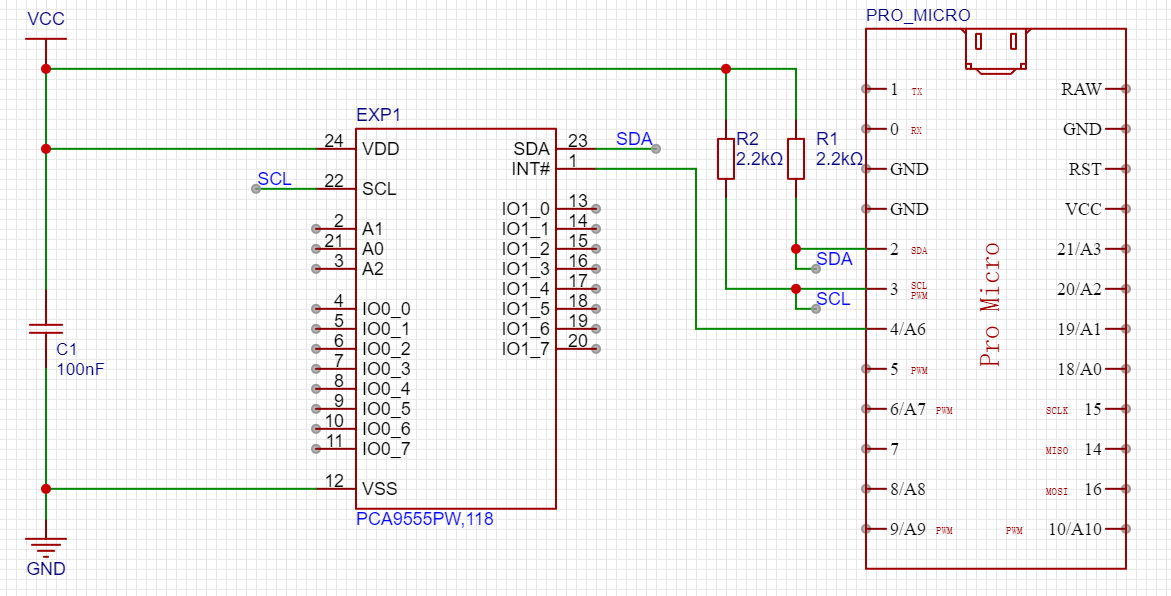 VCC
EXP1
24 VDD
SCL 22 SCL
2 A1
21 A0
3 A2
4 IO0_0
5 IO0_1
6 IO0_2
7 IO0_3
8 IO0_4
9 IO0_5
10 IO0_6
11 IO0_7
12 VSS
SDA 23 SDA
INT# 1
IO1_0 13
IO1_1 14
IO1_2 15
IO1_3 16
IO1_4 17
IO1_5 18
IO1_6 19
IO1_7 20
PCA9555PW,118
C1
100nF
GND
R2
2.2kΩ
R1
2.2kΩ
SDA
SCL
PRO_MICRO
1 TX
0 RX
GND
GND
2 SDA
3 SCL
PWM
4/A6
5 PWM
6/A7 PWM
7
8/A8
9/A9 PWM
Pro Micro
RAW
GND
RST
VCC
21/A3
20/A2
19/A1
18/A0
SCLK 15
MISO 14
MOSI 16
PWM 10/A10